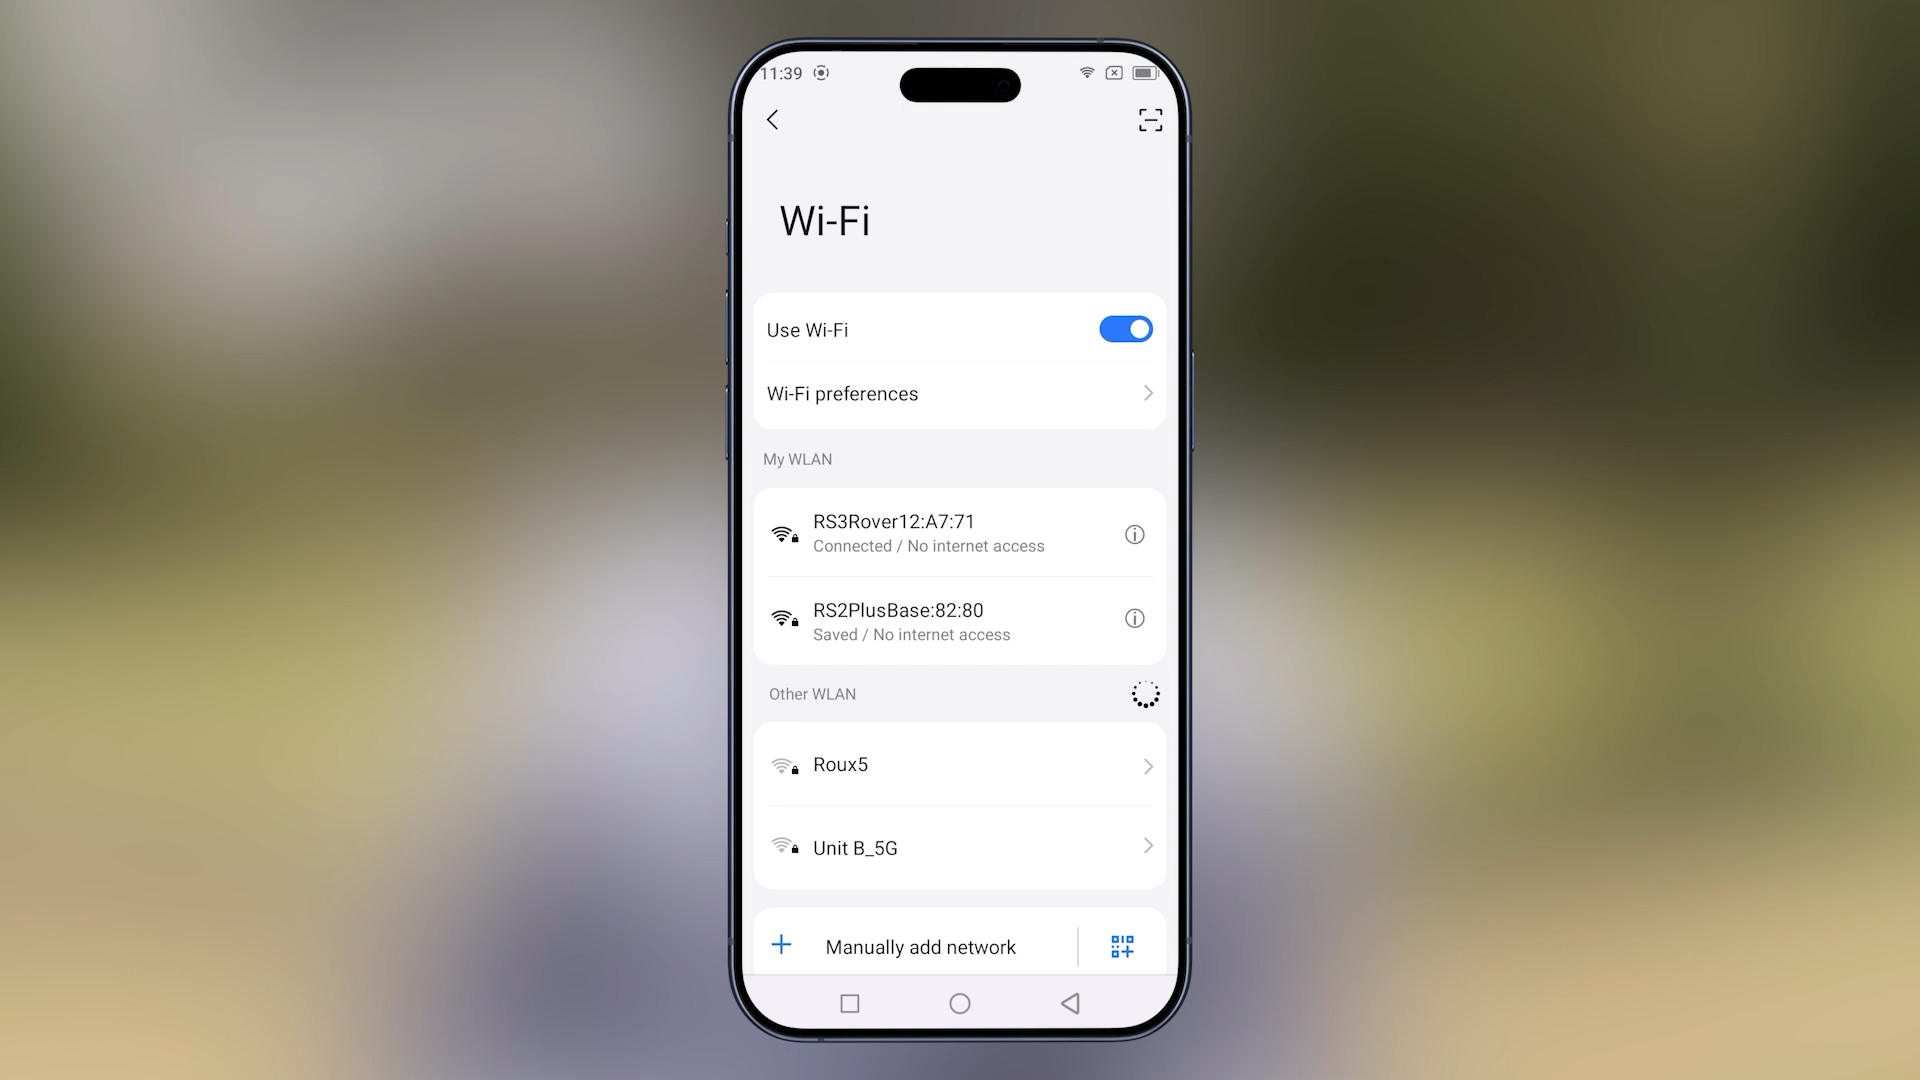 11:39
Wi-Fi
Use Wi-Fi
Wi-Fi preferences
My WLAN
RS3Rover12:A7:71
Connected / No internet access
RS2PlusBase:82:80
Saved / No internet access
Other WLAN
Roux5
Unit B_5G
Manually add network